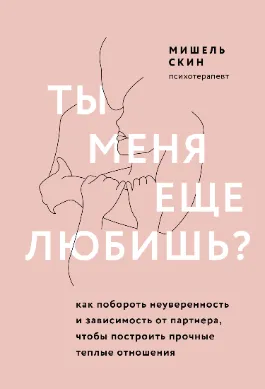 МИШЕЛЬ
СКИН
психотерапевт
ТЫ
МЕНЯ
ЕЩЕ
ЛЮБИШЬ?
как побороть неуверенность
и зависимость от партнера,
чтобы построить прочные
теплые отношения